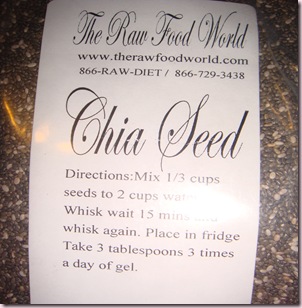 The Raw Food World
www.therawfoodworld.com
866-RAW-DIET / 866-729-3438
Chia Seed
Directions:Mix 1/3 cups
seeds to 2 cups
Whisk wait 15 mins and
whisk again. Place in fridge
Take 3 tablespoons 3 times
a day of gel.